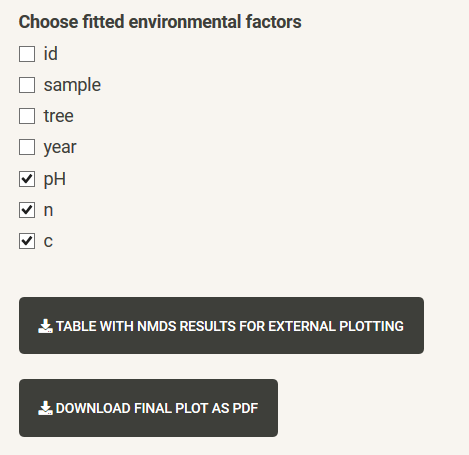 Choose fitted environmental factors
id
sample
tree
year
pH
n
c
TABLE WITH NMDS RESULTS FOR EXTERNAL PLOTTING
DOWNLOAD FINAL PLOT AS PDF